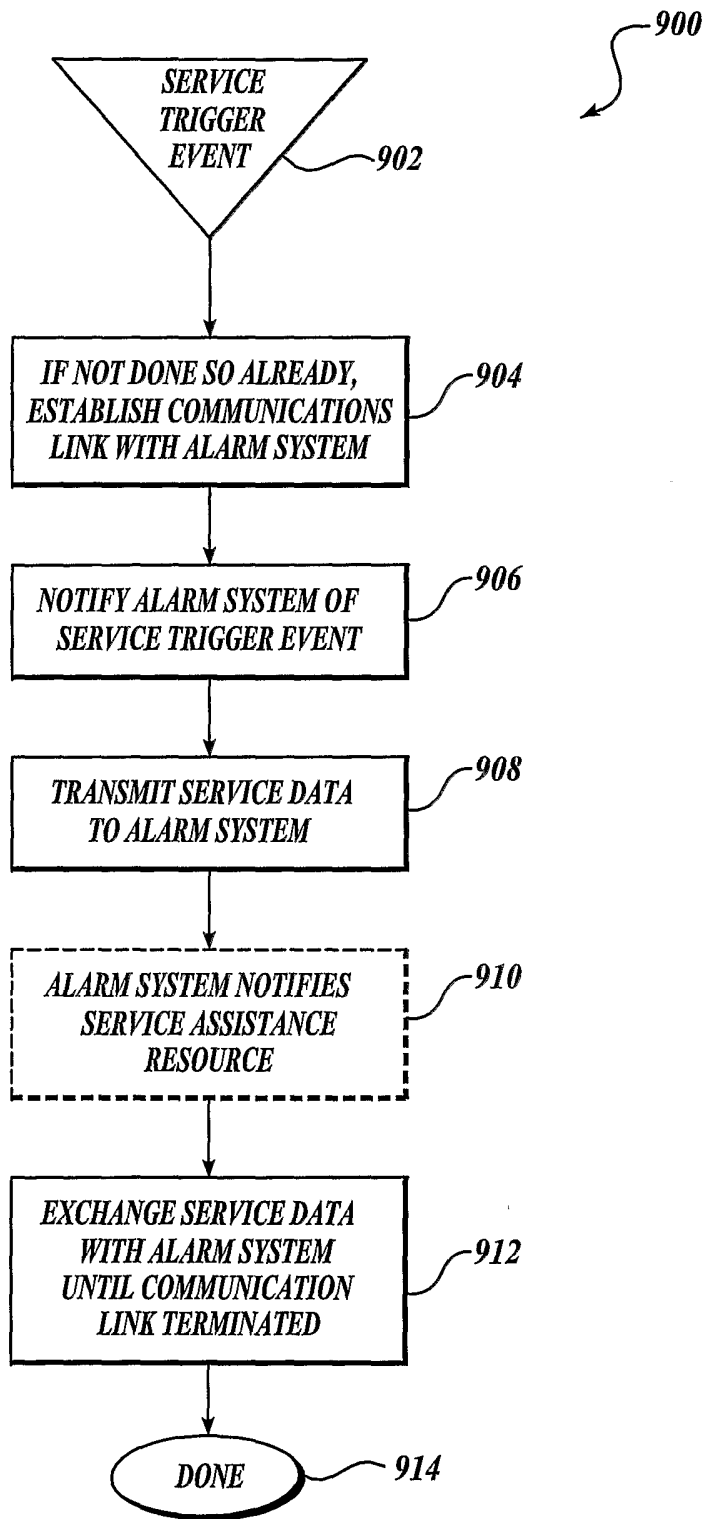 900
SERVICE
TRIGGER
EVENT
902
IF NOT DONE SO ALREADY,
ESTABLISH COMMUNICATIONS
LINK WITH ALARM SYSTEM
904
NOTIFY ALARM SYSTEM OF
SERVICE TRIGGER EVENT
906
TRANSMIT SERVICE DATA
TO ALARM SYSTEM
908
ALARM SYSTEM NOTIFIES
SERVICE ASSISTANCE
RESOURCE
910
EXCHANGE SERVICE DATA
WITH ALARM SYSTEM
UNTIL COMMUNICATION
LINK TERMINATED
912
DONE
914